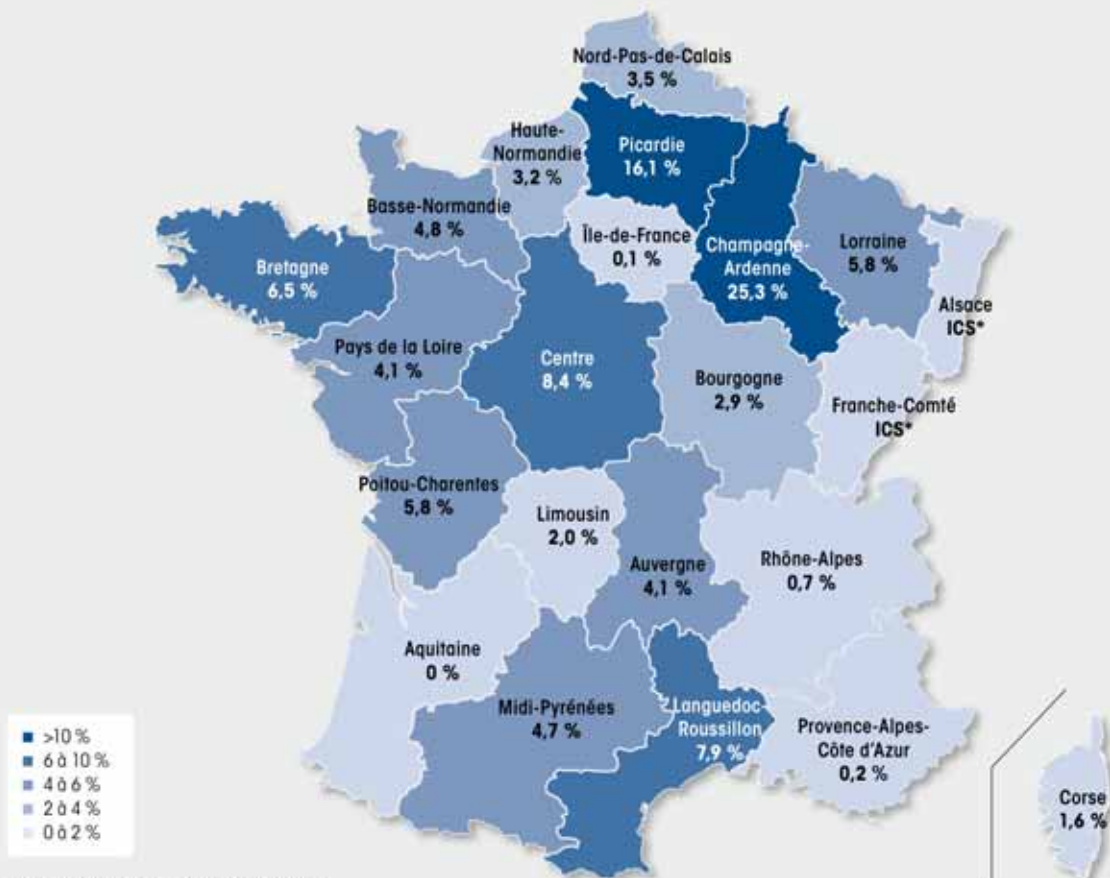 Nord-Pas-de-Calais
3,5 %
Haute-
Normandie
3,2 %
Picardie
16,1 %
Basse-Normandie
4,8 %
Île-de-France
0,1 %
Champagne-
Ardenne
25,3 %
Lorraine
5,8 %
Alsace
ICS*
Bretagne
6,5 %
Pays de la Loire
4,1 %
Centre
8,4 %
Bourgogne
2,9 %
Franche-Comté
ICS*
Poitou-Charentes
5,8 %
Limousin
2,0 %
Auvergne
4,1 %
Rhône-Alpes
0,7 %
Aquitaine
0 %
Midi-Pyrénées
4,7 %
Languedoc-
Roussillon
7,9 %
Provence-Alpes-
Côte d'Azur
0,2 %
Corse
1,6 %
>10 %
6 à 10 %
4 à 6 %
2 à 4 %
0 à 2 %